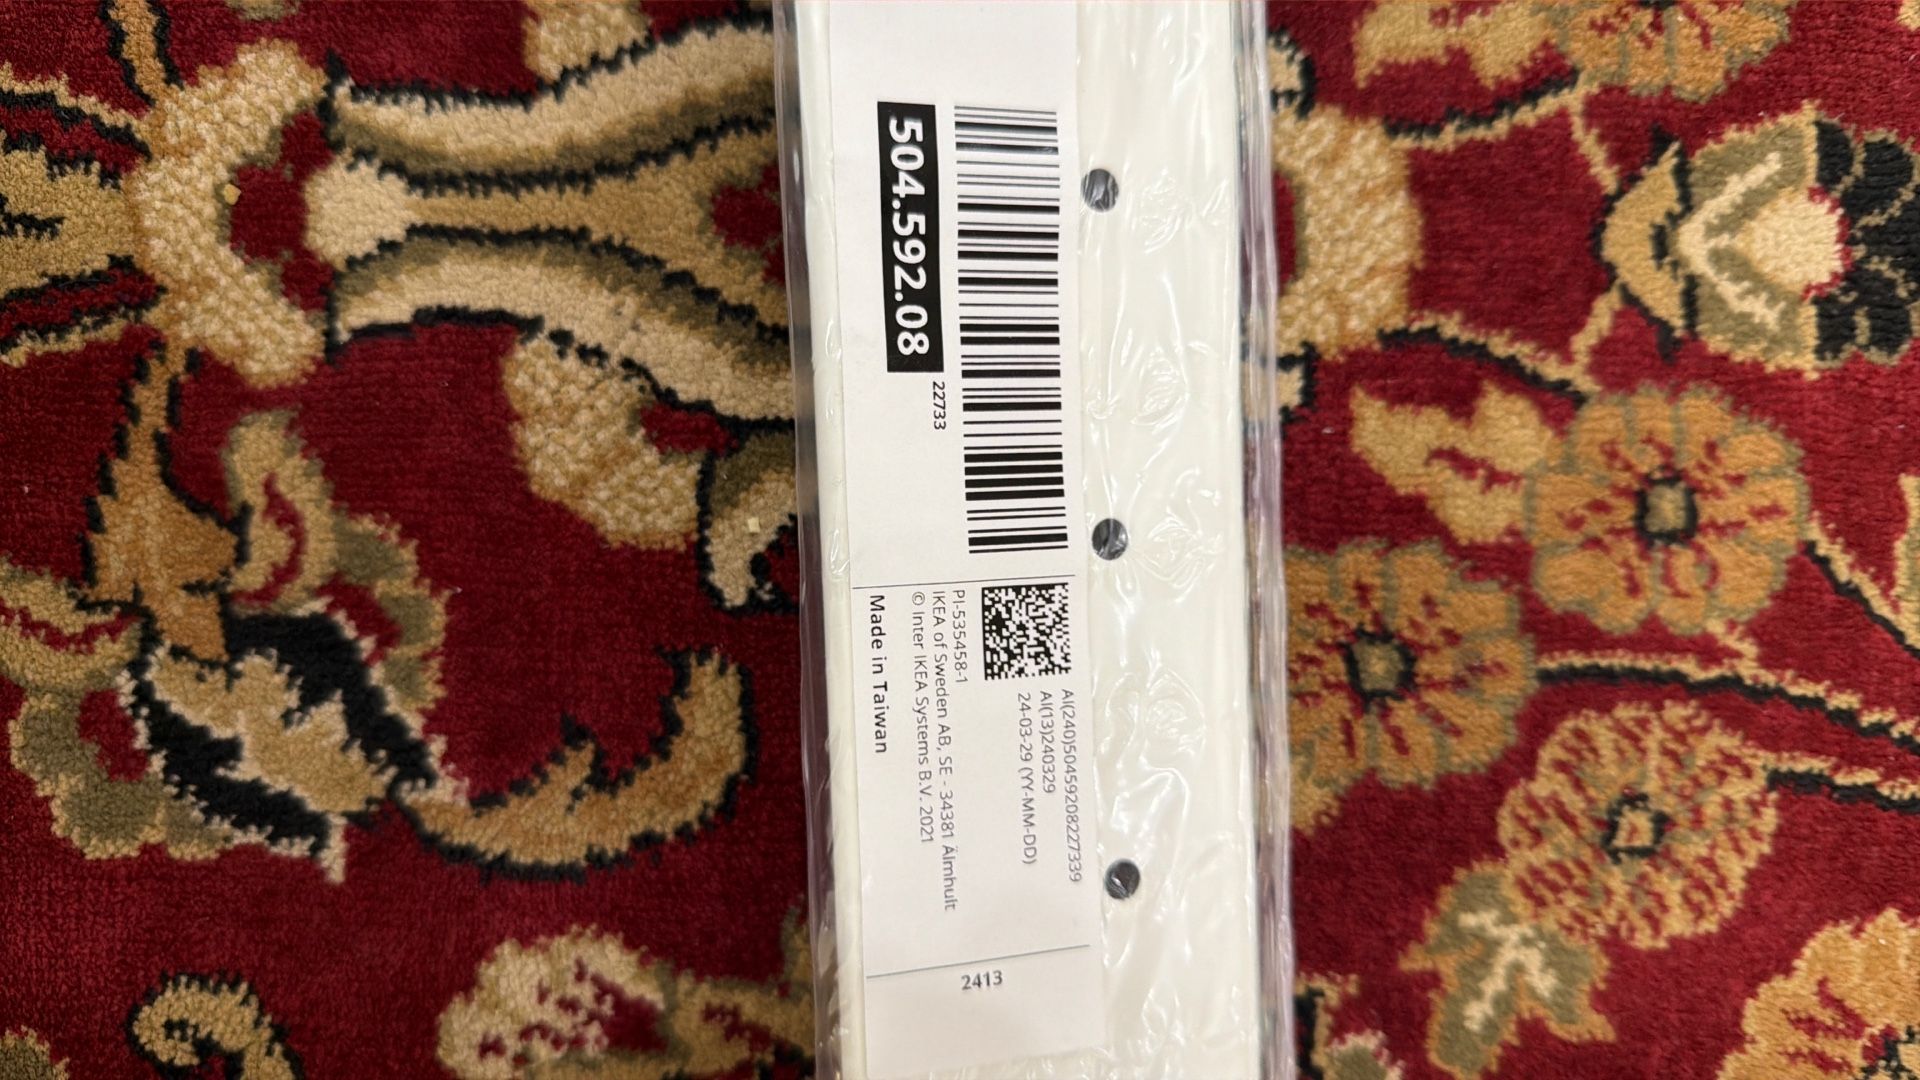 504.592.08
22733
AI(240)50459208227339
AI(13)240329
24-03-29 (YY-MM-DD)
PI-535458-1
IKEA of Sweden AB, SE - 34381 Älmhult
© Inter IKEA Systems B.V. 2021
Made in Taiwan
2413